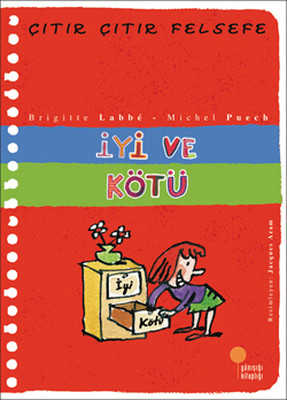 ÇITIR ÇITIR FELSEFE
Brigitte Labbé - Michel Puech
İYİ VE
KÖTÜ
İyi
Kötü
Resimleyen: Jacques Azam
günışığı
kitaplığı